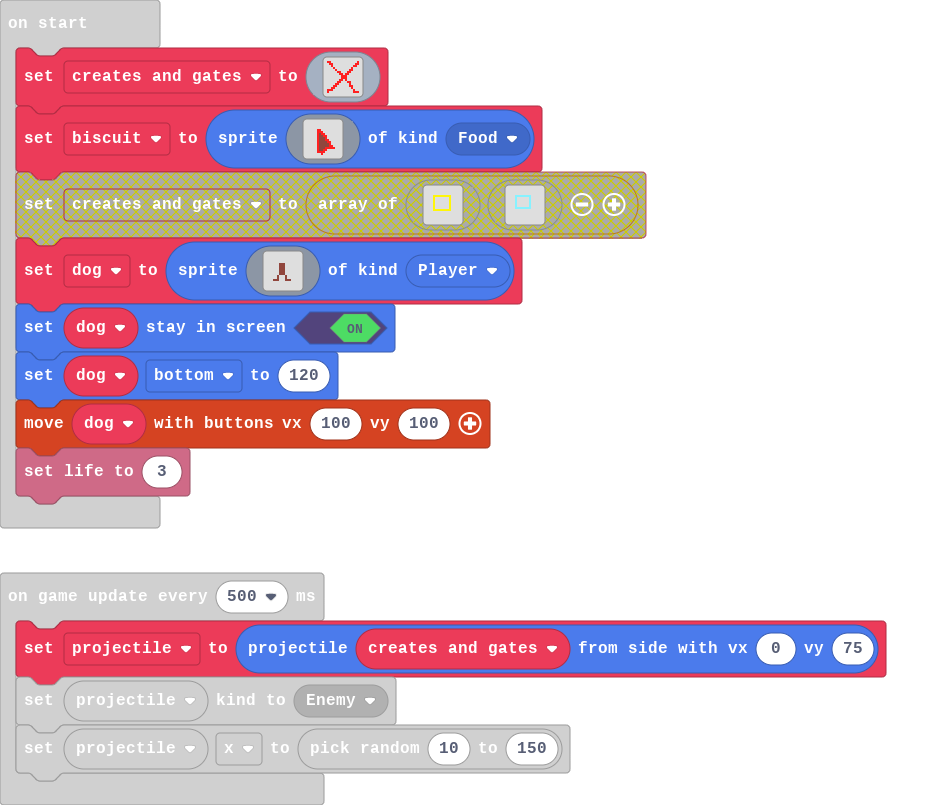 on start
set creates and gates to
set biscuit to sprite of kind Food
set creates and gates to array of
set dog to sprite of kind Player
set dog stay in screen ON
set dog bottom to 120
move dog with buttons vx 100 vy 100
set life to 3
on game update every 500 ms
set projectile to projectile creates and gates from side with vx 0 vy 75
set projectile kind to Enemy
set projectile x to pick random 10 to 150